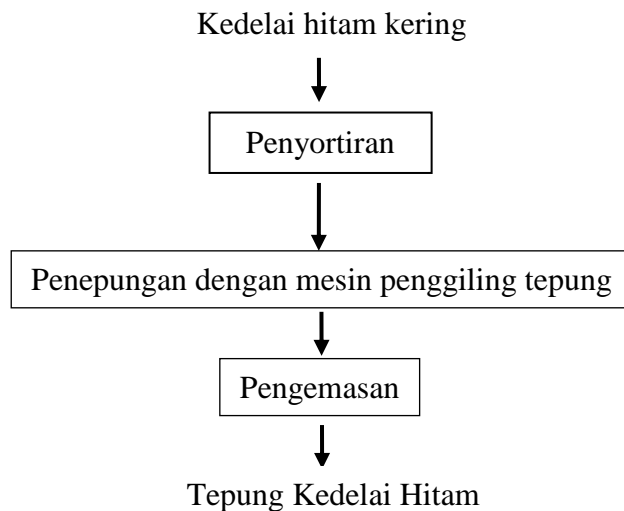 Kedelai hitam kering
Penyortiran
Penepungan dengan mesin penggiling tepung
Pengemasan
Tepung Kedelai Hitam